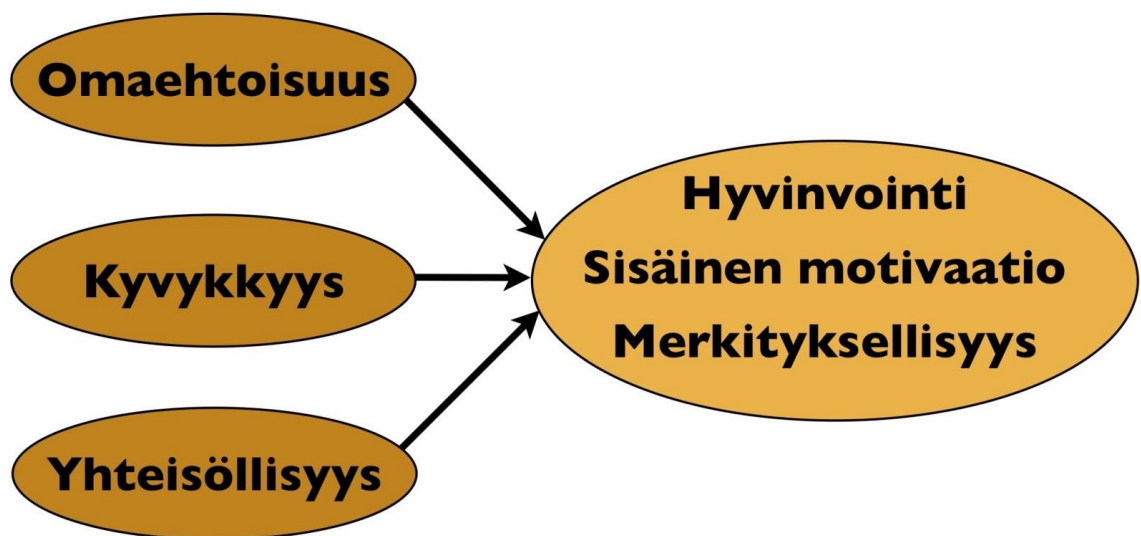 Omaehtoisuus
Kyvykkyys
Yhteisöllisyys
Hyvinvointi
Sisäinen motivaatio
Merkityksellisyys